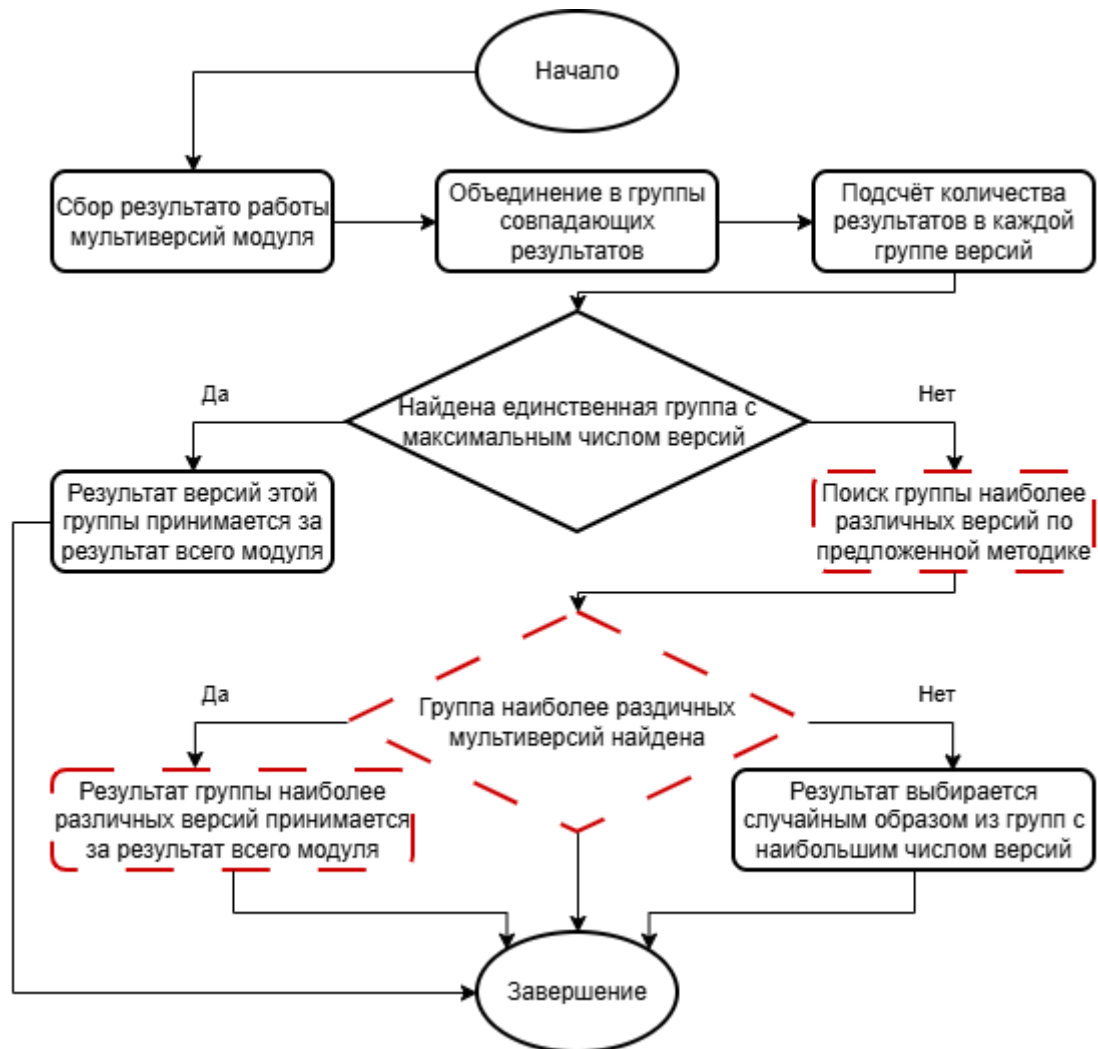 Начало
Сбор результато работы
мультиверсий модуля
Объединение в группы
совпадающих
результатов
Подсчёт количества
результатов в каждой
группе версий
Найдена единственная группа с
максимальным числом версий
Да
Нет
Результат версий этой
группы принимается за
результат всего модуля
Поиск группы наиболее
различных версий по
предложенной методике
Группа наиболее раздичных
мультиверсий найдена
Да
Нет
Результат группы наиболее
различных версий принимается
за результат всего модуля
Результат выбирается
случайным образом из групп с
наибольшим числом версий
Завершение